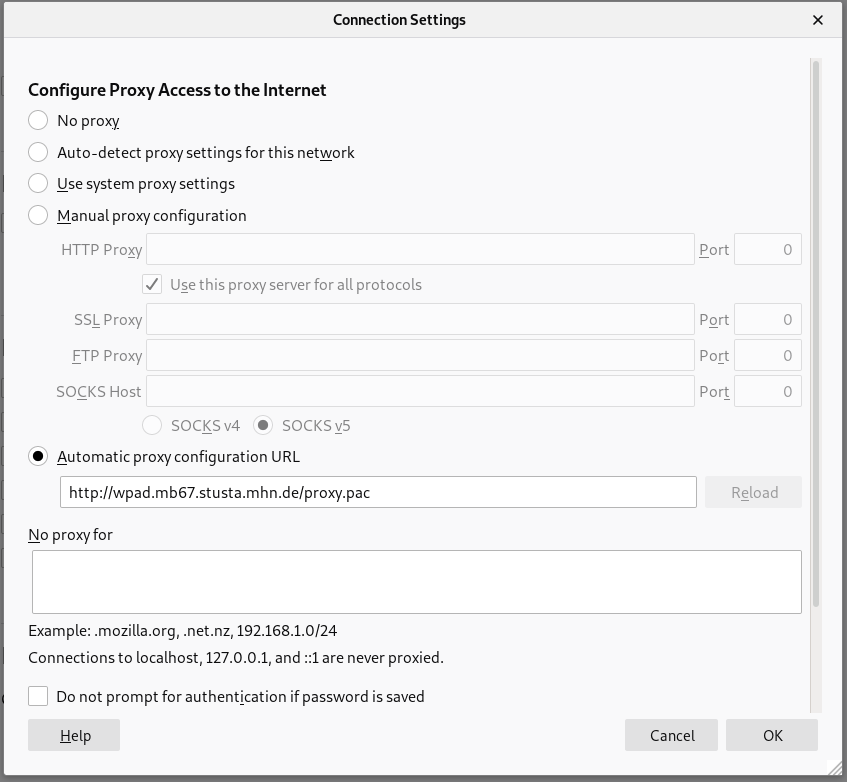 Connection Settings
Configure Proxy Access to the Internet
No proxy
Auto-detect proxy settings for this network
Use system proxy settings
Manual proxy configuration
HTTP Proxy Port 0
Use this proxy server for all protocols
SSL Proxy Port 0
FTP Proxy Port 0
SOCKS Host Port 0
SOCKS v4 SOCKS v5
Automatic proxy configuration URL
http://wpad.mb67.stusta.mhn.de/proxy.pac Reload
No proxy for
Example: .mozilla.org, .net.nz, 192.168.1.0/24
Connections to localhost, 127.0.0.1, and ::1 are never proxied.
Do not prompt for authentication if password is saved
Help Cancel OK